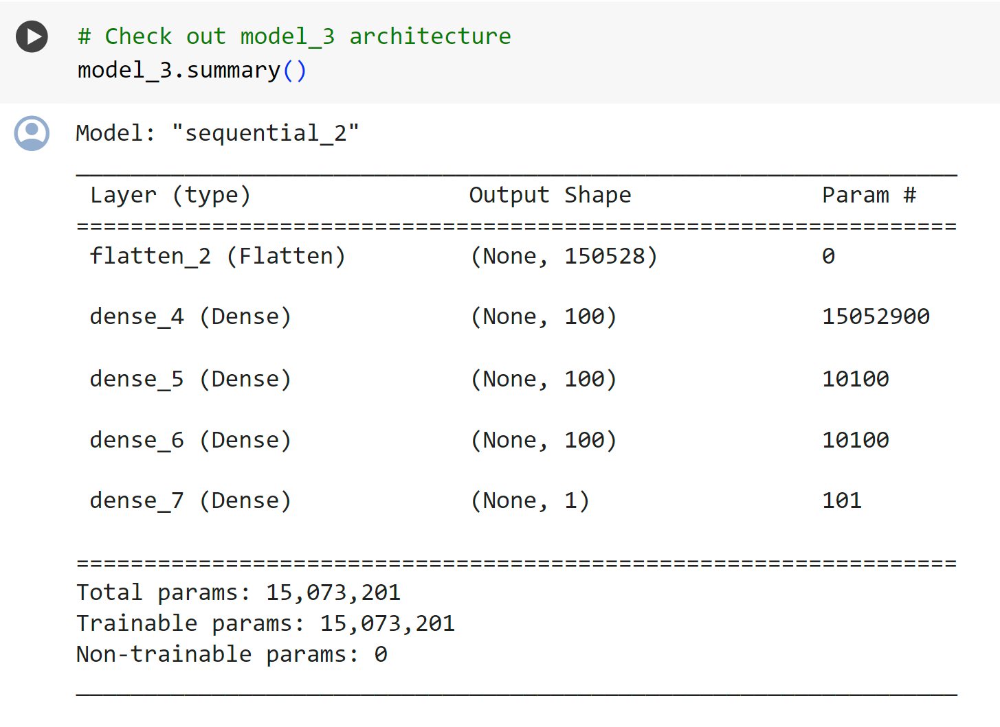 # Check out model_3 architecture
model_3.summary()
Model: "sequential_2"
_________________________________________________________________
Layer (type) Output Shape Param #
=================================================================
flatten_2 (Flatten) (None, 150528) 0
dense_4 (Dense) (None, 100) 15052900
dense_5 (Dense) (None, 100) 10100
dense_6 (Dense) (None, 100) 10100
dense_7 (Dense) (None, 1) 101
=================================================================
Total params: 15,073,201
Trainable params: 15,073,201
Non-trainable params: 0
_________________________________________________________________